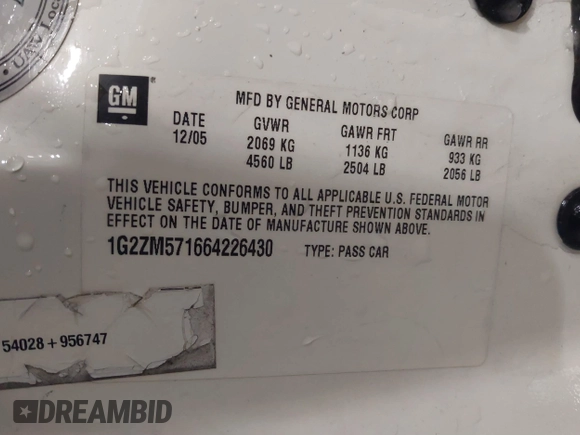 UAW Loc
GM
MFD BY GENERAL MOTORS CORP
DATE GVWR GAWR FRT GAWR RR
12/05 2069 KG 1136 KG 933 KG
4560 LB 2504 LB 2056 LB
THIS VEHICLE CONFORMS TO ALL APPLICABLE U.S. FEDERAL MOTOR
VEHICLE SAFETY, BUMPER, AND THEFT PREVENTION STANDARDS IN
EFFECT ON THE DATE OF MANUFACTURE SHOWN ABOVE.
1G2ZM571664226430 TYPE: PASS CAR
54028 + 956747
DREAMBID